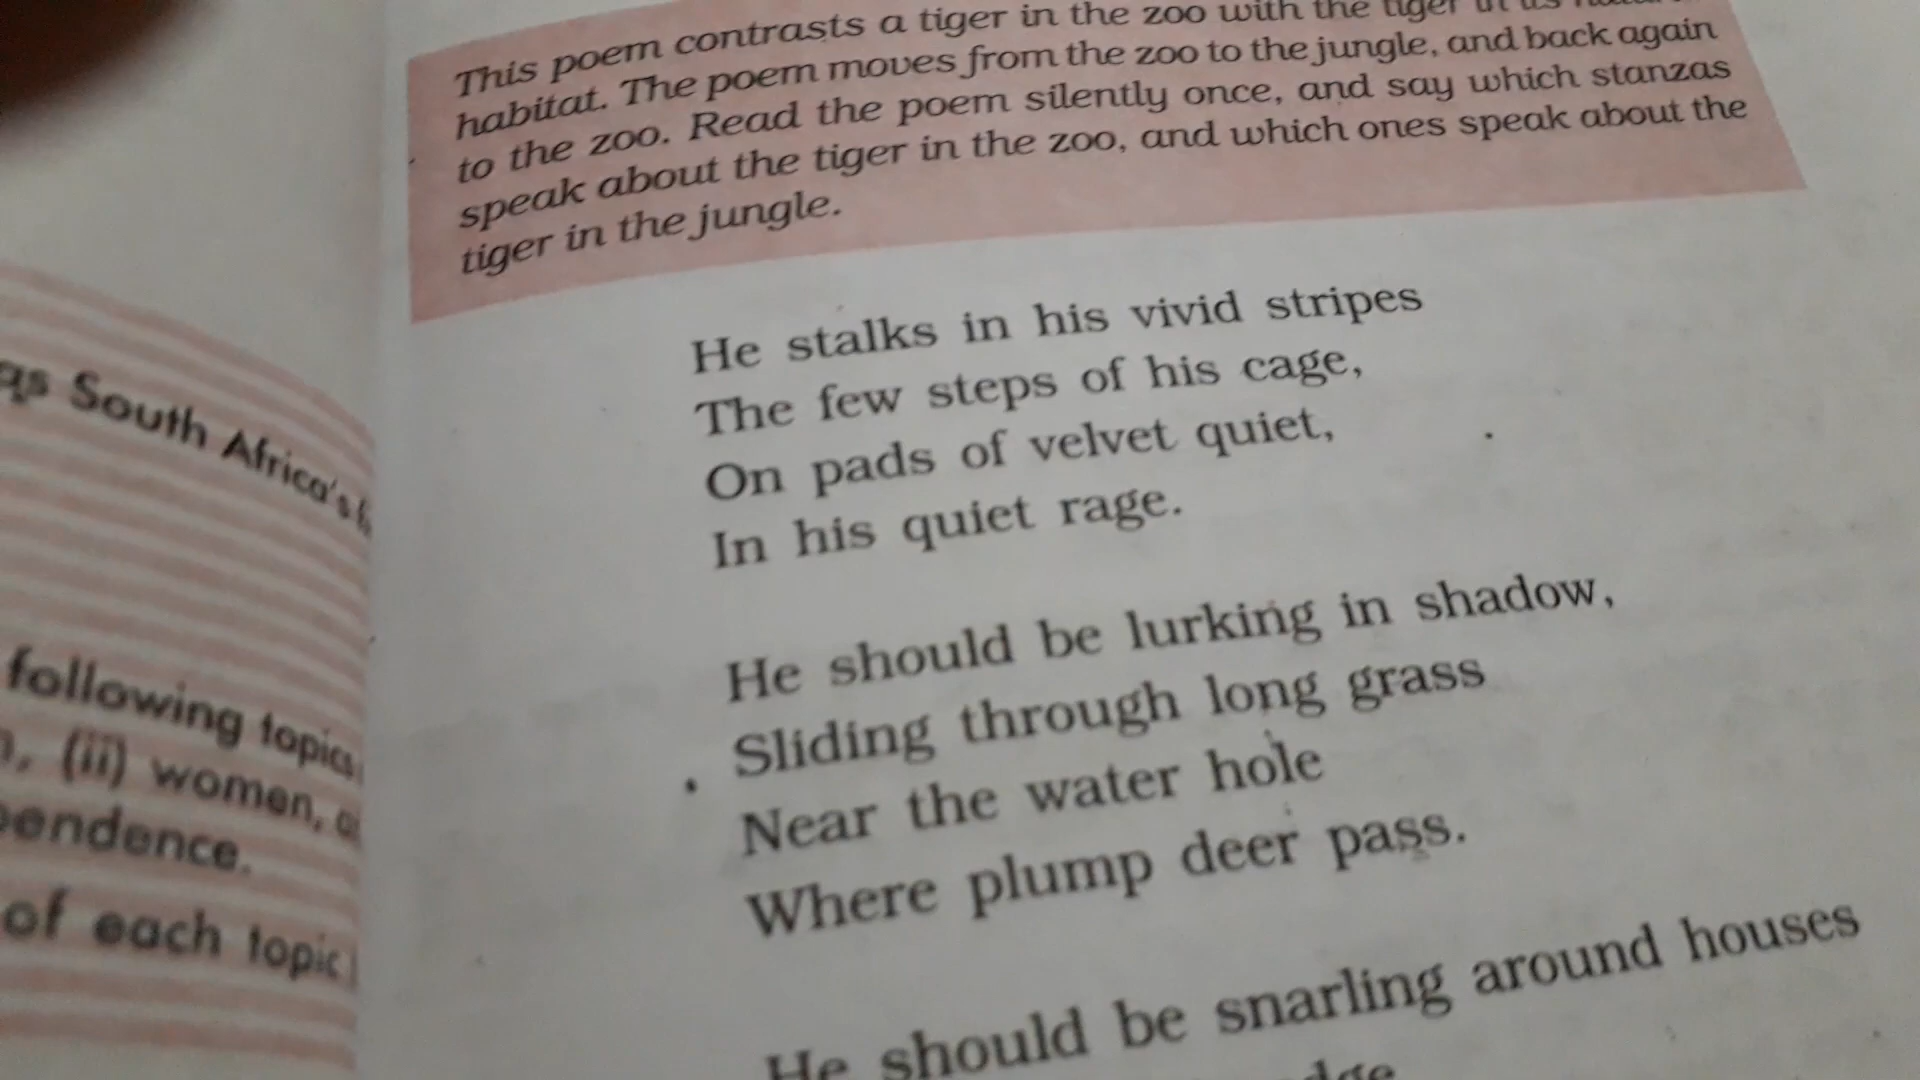 as South Africa's
following topics
(ii) women,
of each topic
This poem contrasts a tiger in the zoo with the tiger in its
habitat. The poem moves from the zoo to the jungle, and back again
to the zoo. Read the poem silently once, and say which stanzas
speak about the tiger in the zoo, and which ones speak about the
tiger in the jungle.
He stalks in his vivid stripes
The few steps of his cage,
On pads of velvet quiet,
In his quiet rage.
He should be lurking in shadow,
Sliding through long grass
Near the water hole
Where plump deer pass.
He should be snarling around houses